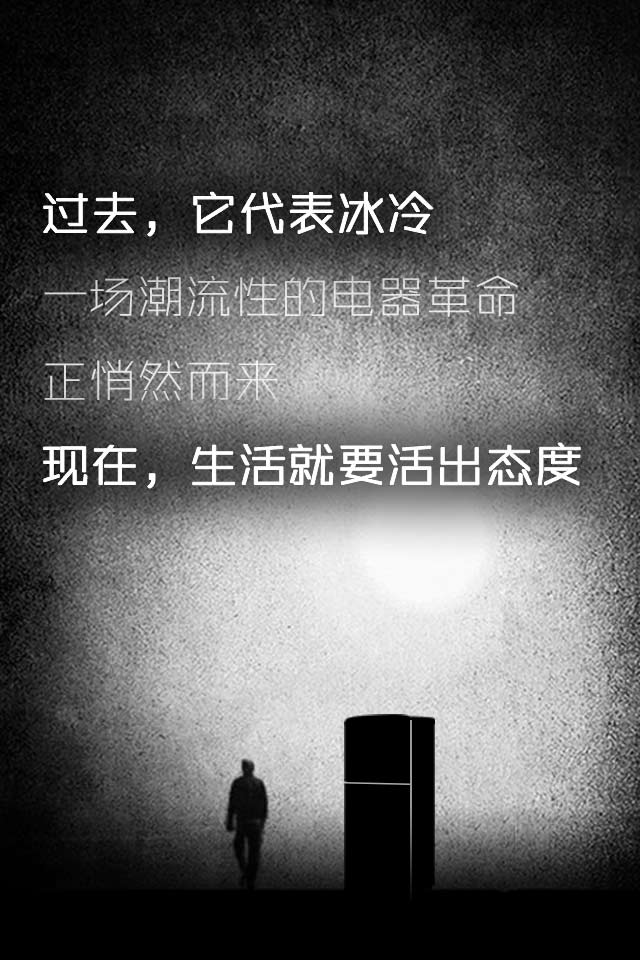 过去，它代表冰冷
一场潮流性的电器革命
正悄然而来
现在，生活就要活出态度